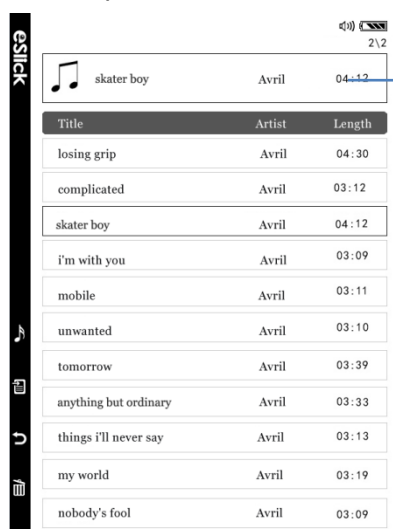 eSlick
2\2
skater boy Avril 04:12
Title Artist Length
losing grip Avril 04:30
complicated Avril 03:12
skater boy Avril 04:12
i'm with you Avril 03:09
mobile Avril 03:11
unwanted Avril 03:10
tomorrow Avril 03:39
anything but ordinary Avril 03:33
things i'll never say Avril 03:13
my world Avril 03:19
nobody's fool Avril 03:09